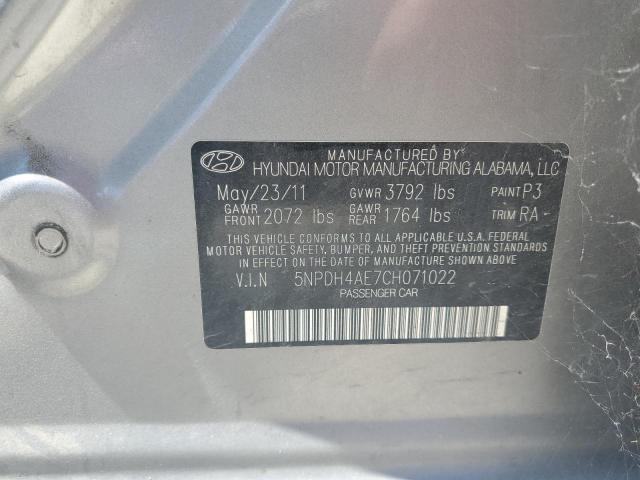 MANUFACTURED BY
HYUNDAI MOTOR MANUFACTURING ALABAMA, LLC
May/23/11 GVWR 3792 lbs PAINT P3
GAWR FRONT 2072 lbs GAWR REAR 1764 lbs TRIM RA
THIS VEHICLE CONFORMS TO ALL APPLICABLE U.S.A. FEDERAL
MOTOR VEHICLE SAFETY, BUMPER, AND THEFT PREVENTION STANDARDS
IN EFFECT ON THE DATE OF MANUFACTURE SHOWN ABOVE.
V.I.N 5NPDH4AE7CH071022
PASSENGER CAR